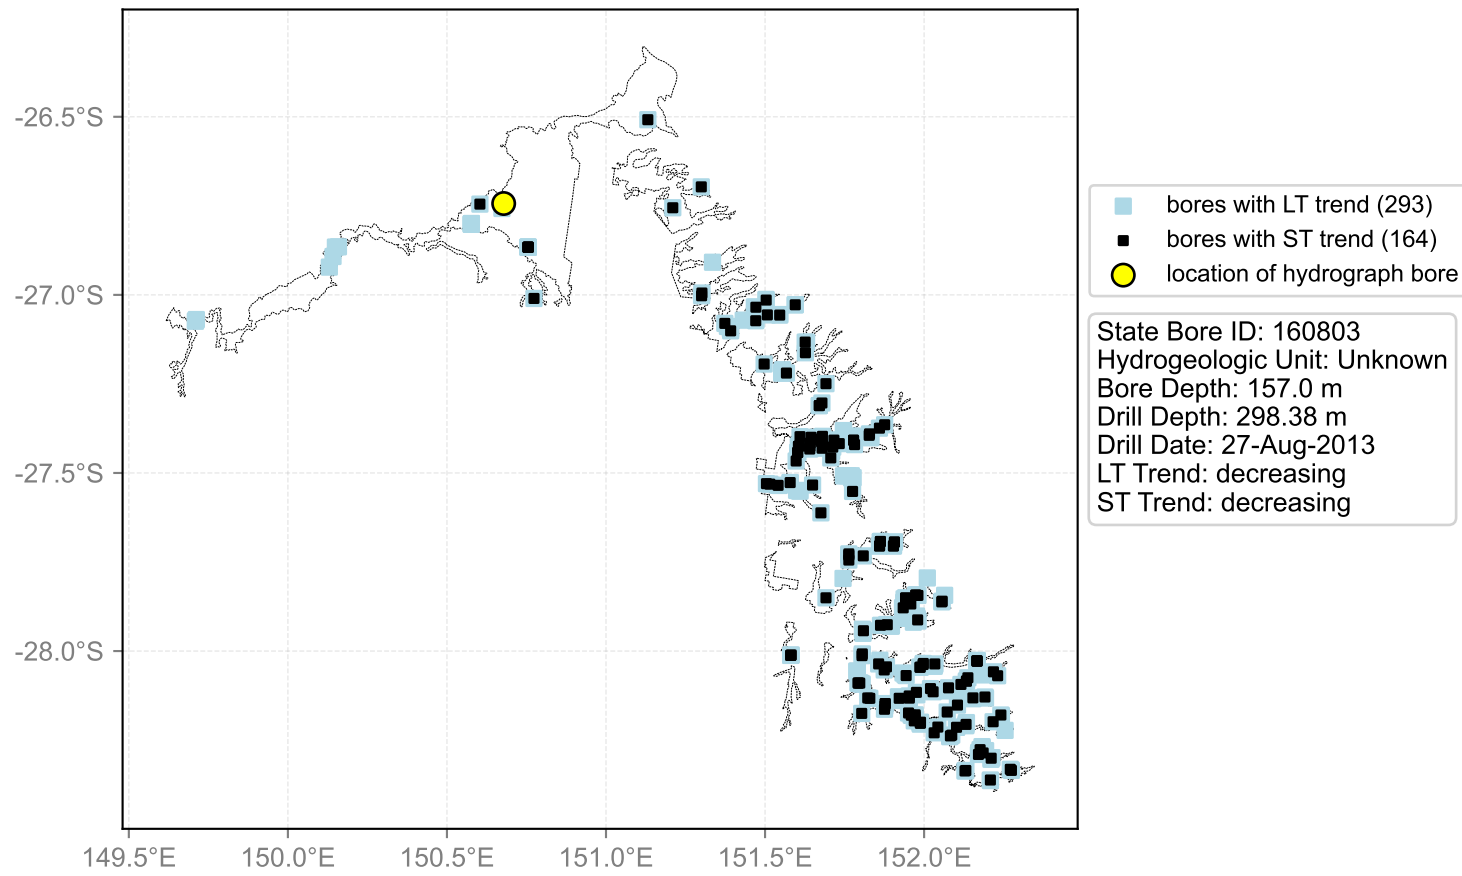 -26.5°S
-27.0°S
-27.5°S
-28.0°S
149.5°E
150.0°E
150.5°E
151.0°E
151.5°E
152.0°E
bores with LT trend (293)
bores with ST trend (164)
location of hydrograph bore
State Bore ID: 160803
Hydrogeologic Unit: Unknown
Bore Depth: 157.0 m
Drill Depth: 298.38 m
Drill Date: 27-Aug-2013
LT Trend: decreasing
ST Trend: decreasing